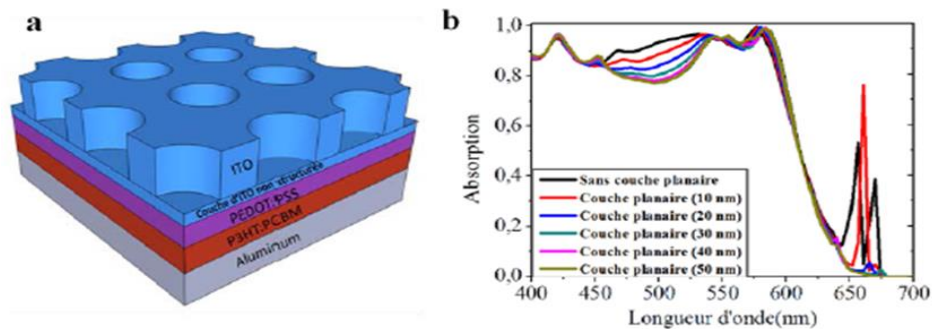 a
ITO
Couche d'ITO non structurée
PEDOT:PSS
P3HT:PCBM
Aluminum
b
Absorption
1.0
0.8
0.6
0.4
0.2
0.0
Sans couche planaire
Couche planaire (10 nm)
Couche planaire (20 nm)
Couche planaire (30 nm)
Couche planaire (40 nm)
Couche planaire (50 nm)
400 450 500 550 600 650 700
Longueur d'onde(nm)